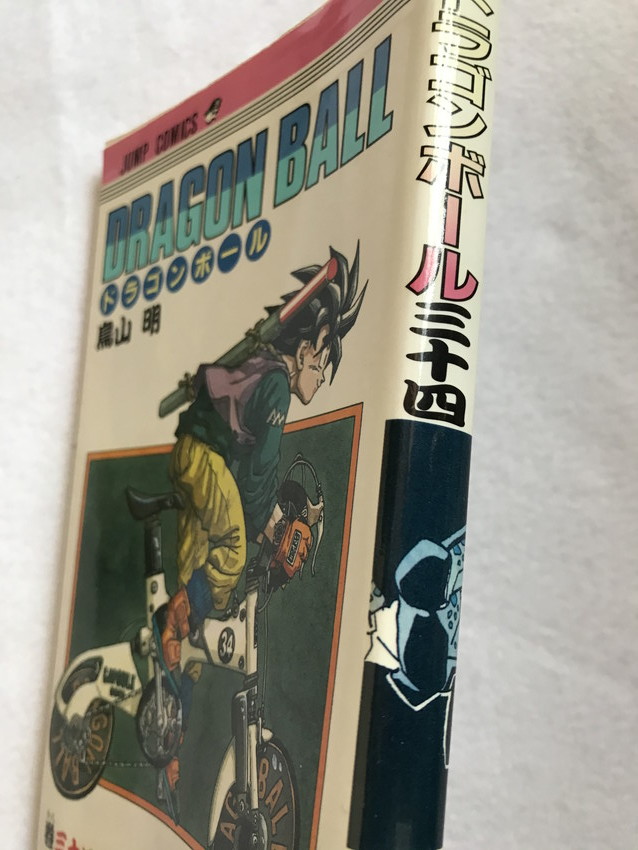 JUMP COMICS
DRAGON BALL
ドラゴンボール
鳥山 明
34
ドラゴンボール 三十四